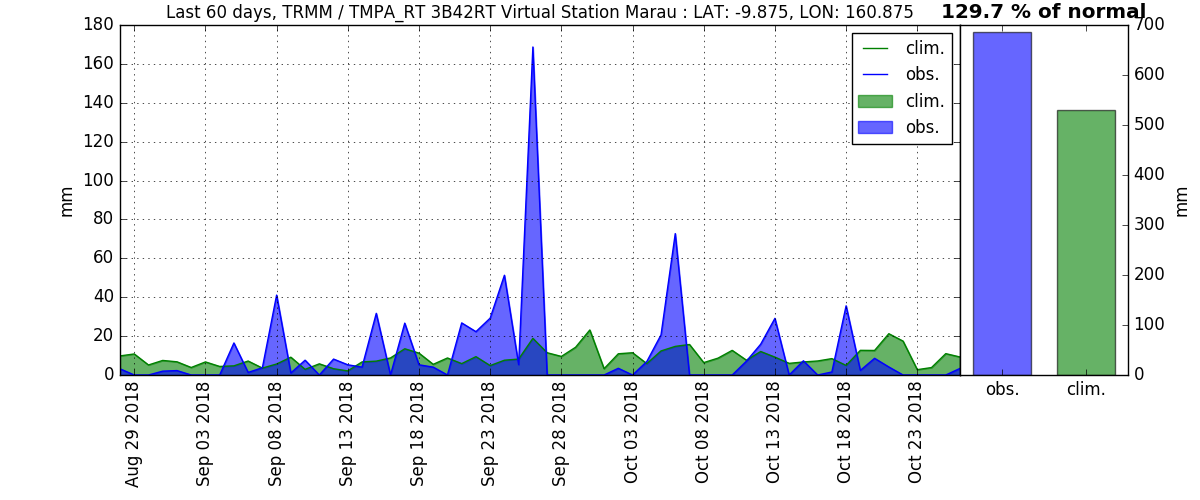 Last 60 days, TRMM / TMPA_RT 3B42RT Virtual Station Marau : LAT: -9.875, LON: 160.875
129.7 % of normal
180
160
140
120
100
80
60
40
20
0
mm
clim.
obs.
clim.
obs.
Aug 29 2018
Sep 03 2018
Sep 08 2018
Sep 13 2018
Sep 18 2018
Sep 23 2018
Sep 28 2018
Oct 03 2018
Oct 08 2018
Oct 13 2018
Oct 18 2018
Oct 23 2018
700
600
500
400
300
200
100
0
mm
obs.
clim.